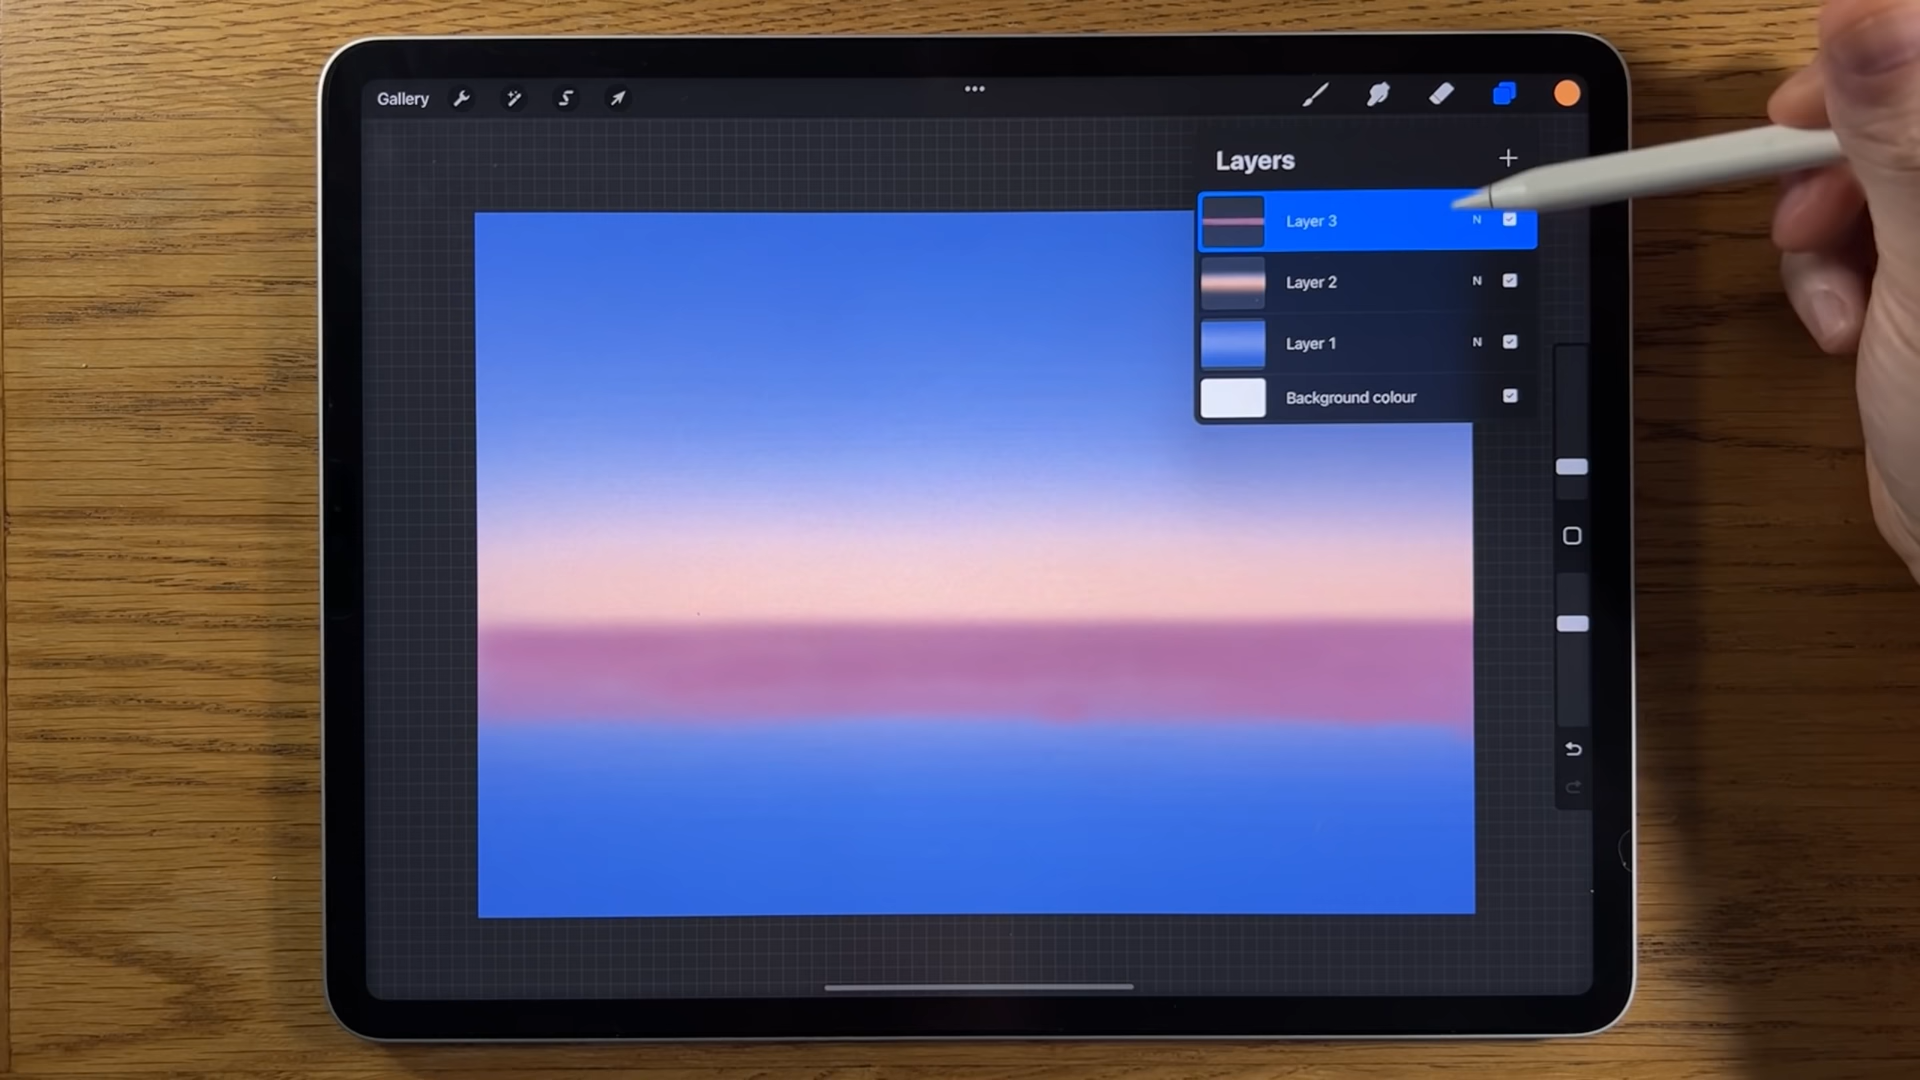 Gallery
Layers
Layer 3 N
Layer 2 N
Layer 1 N
Background colour